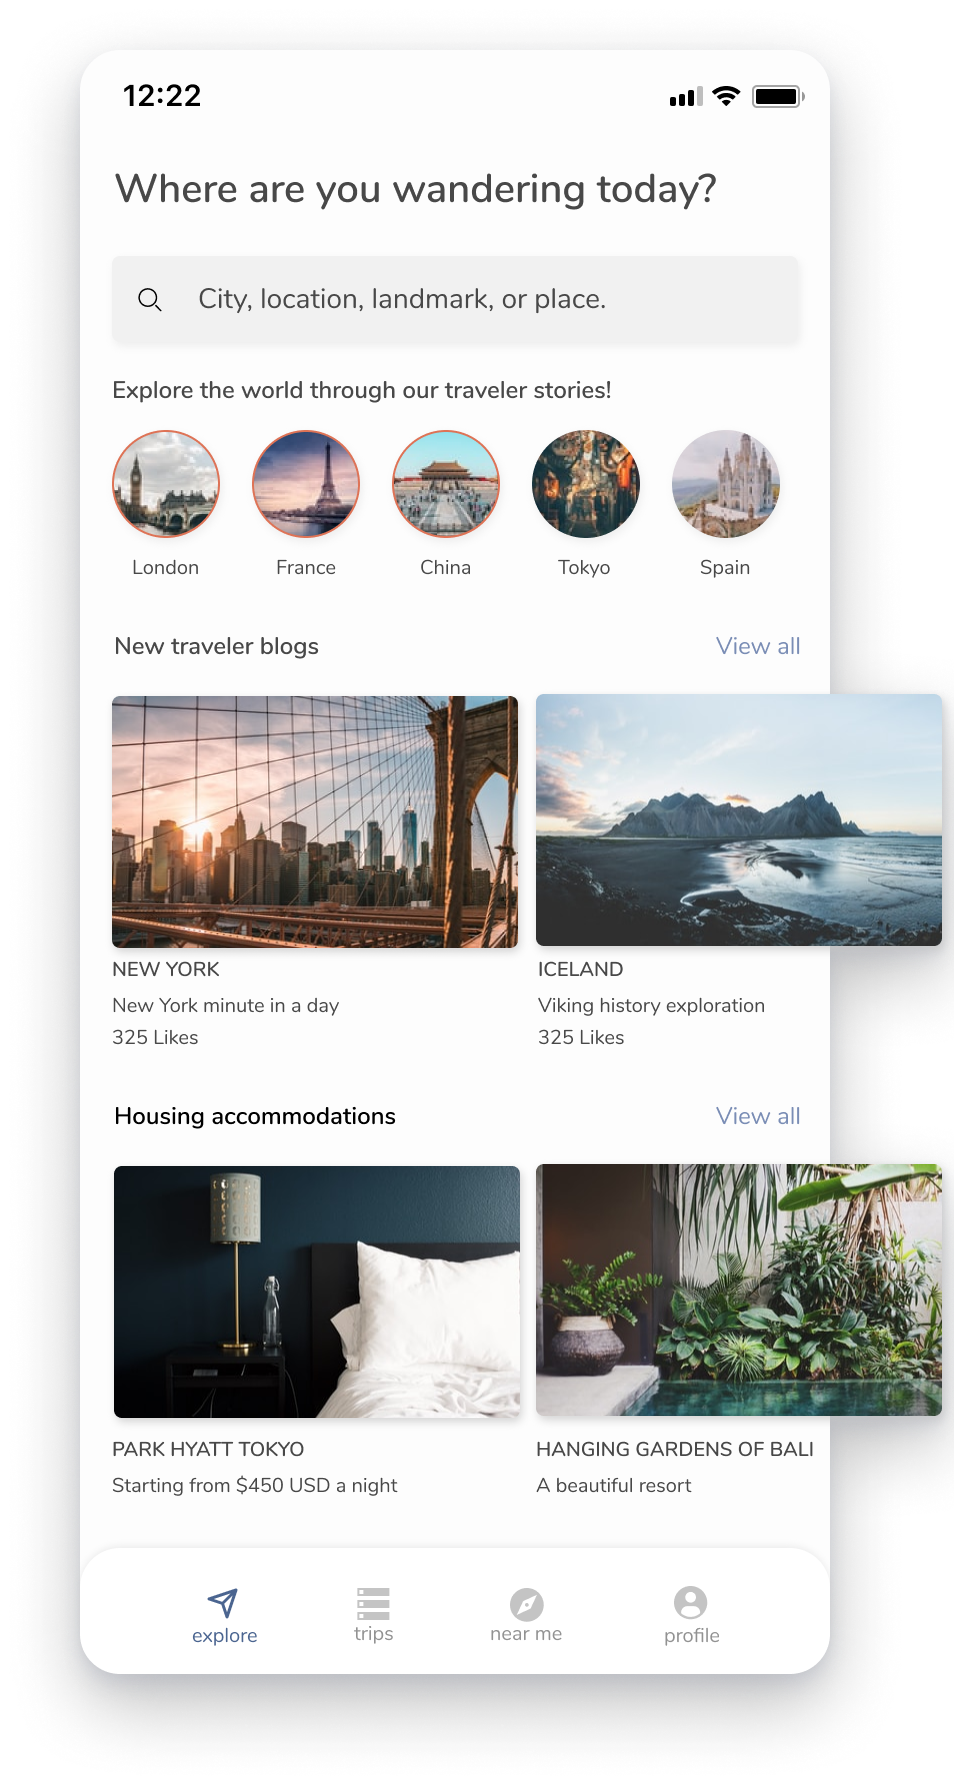 12:22
Where are you wandering today?
City, location, landmark, or place.
Explore the world through our traveler stories!
London
France
China
Tokyo
Spain
New traveler blogs
View all
NEW YORK
New York minute in a day
325 Likes
ICELAND
Viking history exploration
325 Likes
Housing accommodations
View all
PARK HYATT TOKYO
Starting from $450 USD a night
HANGING GARDENS OF BALI
A beautiful resort
explore
trips
near me
profile